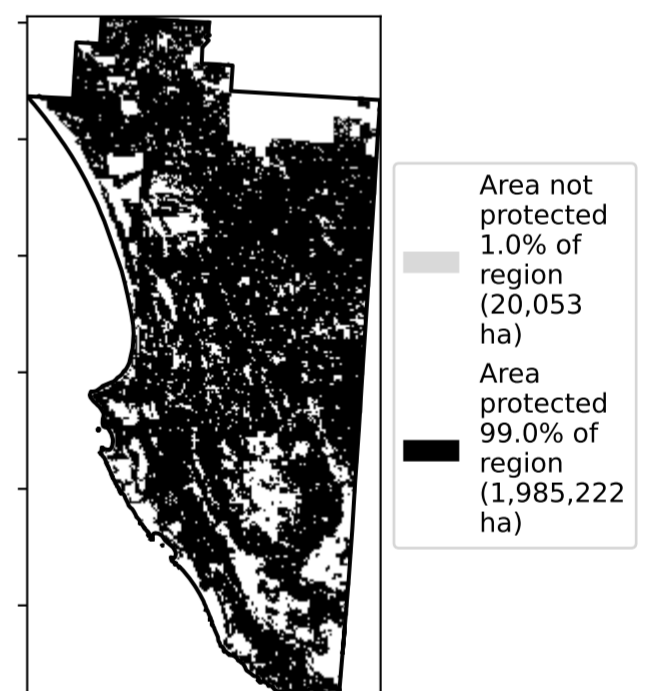 Area not
protected
1.0% of
region
(20,053
ha)
Area
protected
99.0% of
region
(1,985,222
ha)